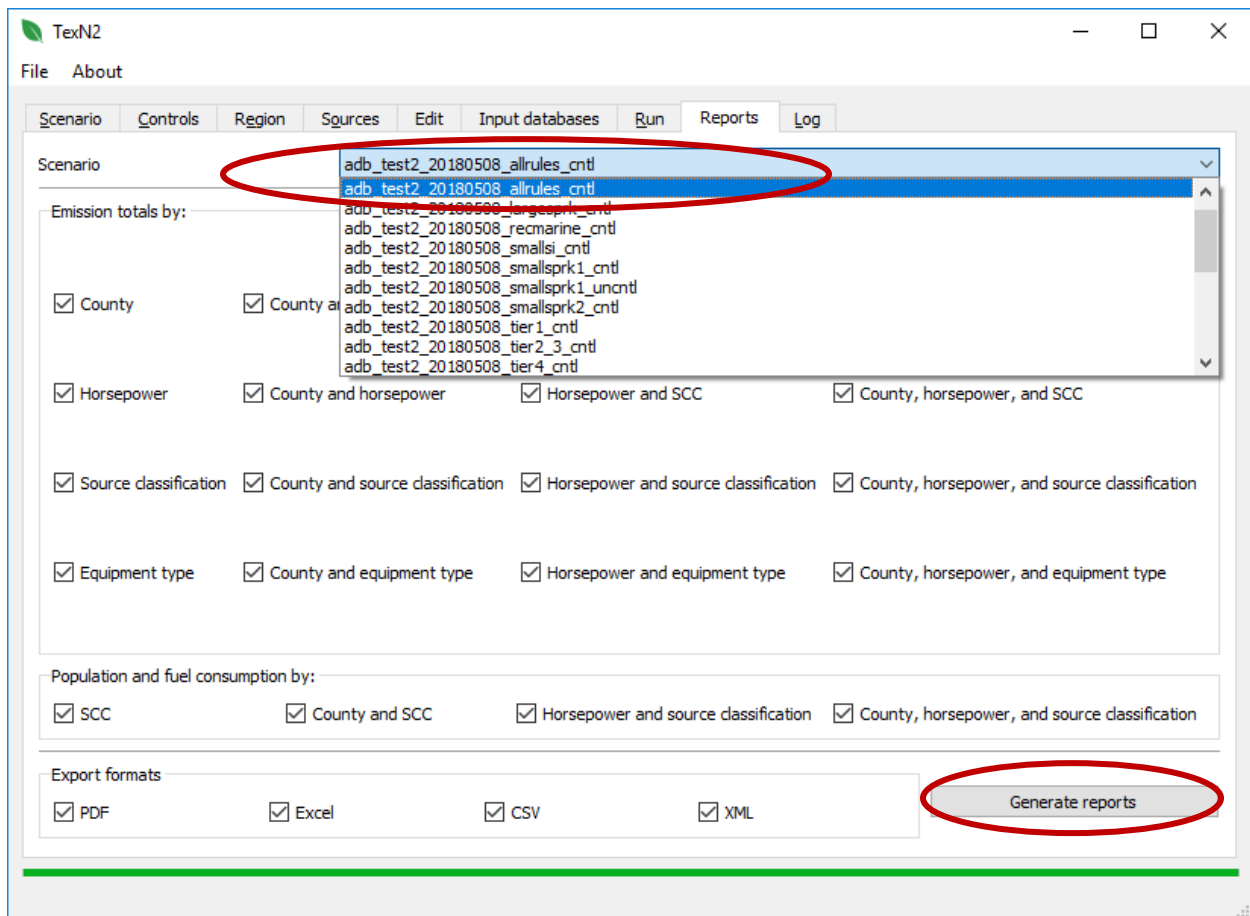 TexN2
File About
Scenario Controls Region Sources Edit Input databases Run Reports Log
Scenario adb_test2_20180508_allrules_cntl
adb_test2_20180508_allrules_cntl
adb_test2_20180508_largesprk_cntl
adb_test2_20180508_recmarine_cntl
adb_test2_20180508_smallsi_cntl
adb_test2_20180508_smallsprk1_cntl
adb_test2_20180508_smallsprk1_uncntl
adb_test2_20180508_smallsprk2_cntl
adb_test2_20180508_tier1_cntl
adb_test2_20180508_tier2_3_cntl
adb_test2_20180508_tier4_cntl
Emission totals by:
County County
Horsepower County and horsepower Horsepower and SCC County, horsepower, and SCC
Source classification County and source classification Horsepower and source classification County, horsepower, and source classification
Equipment type County and equipment type Horsepower and equipment type County, horsepower, and equipment type
Population and fuel consumption by:
SCC County and SCC Horsepower and source classification County, horsepower, and source classification
Export formats
PDF Excel CSV XML Generate reports